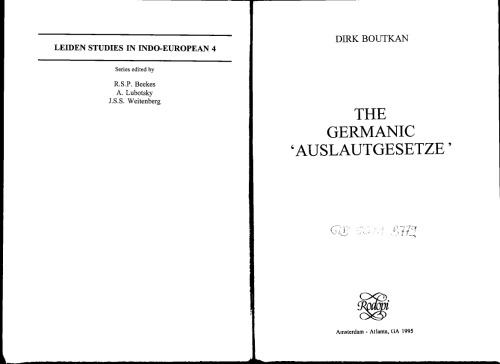 LEIDEN STUDIES IN INDO-EUROPEAN 4
Series edited by
R.S.P. Beekes
A. Lubotsky
J.S.S. Weitenberg
DIRK BOUTKAN
THE
GERMANIC
‘AUSLAUTGESETZE’
Rodopi
Amsterdam - Atlanta, GA 1995